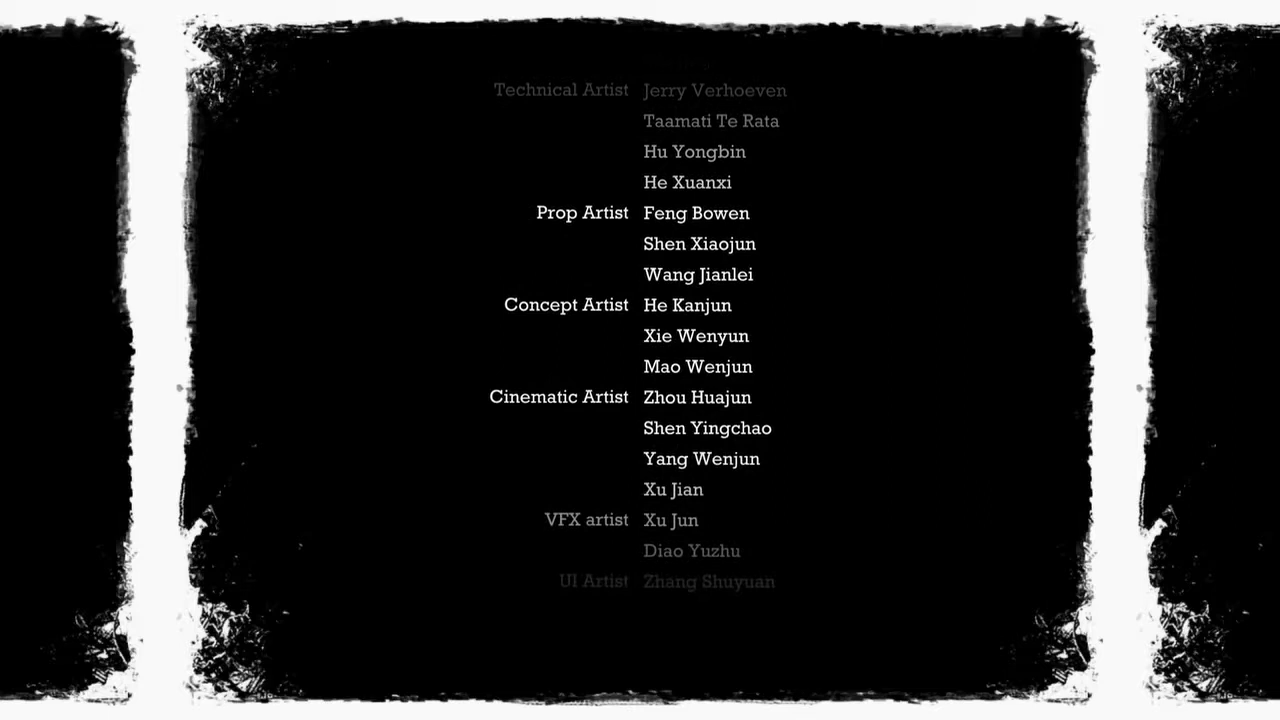 Technical Artist Jerry Verhoeven
Taamati Te Rata
Hu Yongbin
He Xuanxi
Prop Artist Feng Bowen
Shen Xiaojun
Wang Jianlei
Concept Artist He Kanjun
Xie Wenyun
Mao Wenjun
Cinematic Artist Zhou Huajun
Shen Yingchao
Yang Wenjun
Xu Jian
VFX artist Xu Jun
Diao Yuzhu
UI Artist Zhang Shuyuan